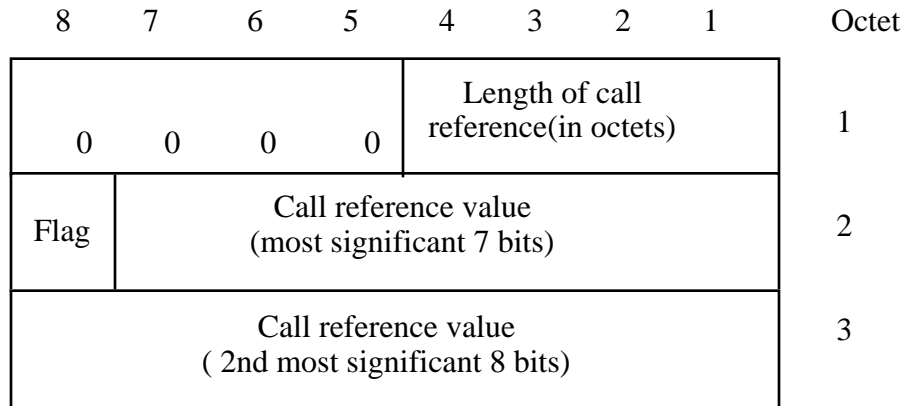 8 7 6 5 4 3 2 1 Octet
Length of call
reference(in octets)
1
0 0 0 0
Call reference value
Flag
(most significant 7 bits)
2
Call reference value
( 2nd most significant 8 bits)
3